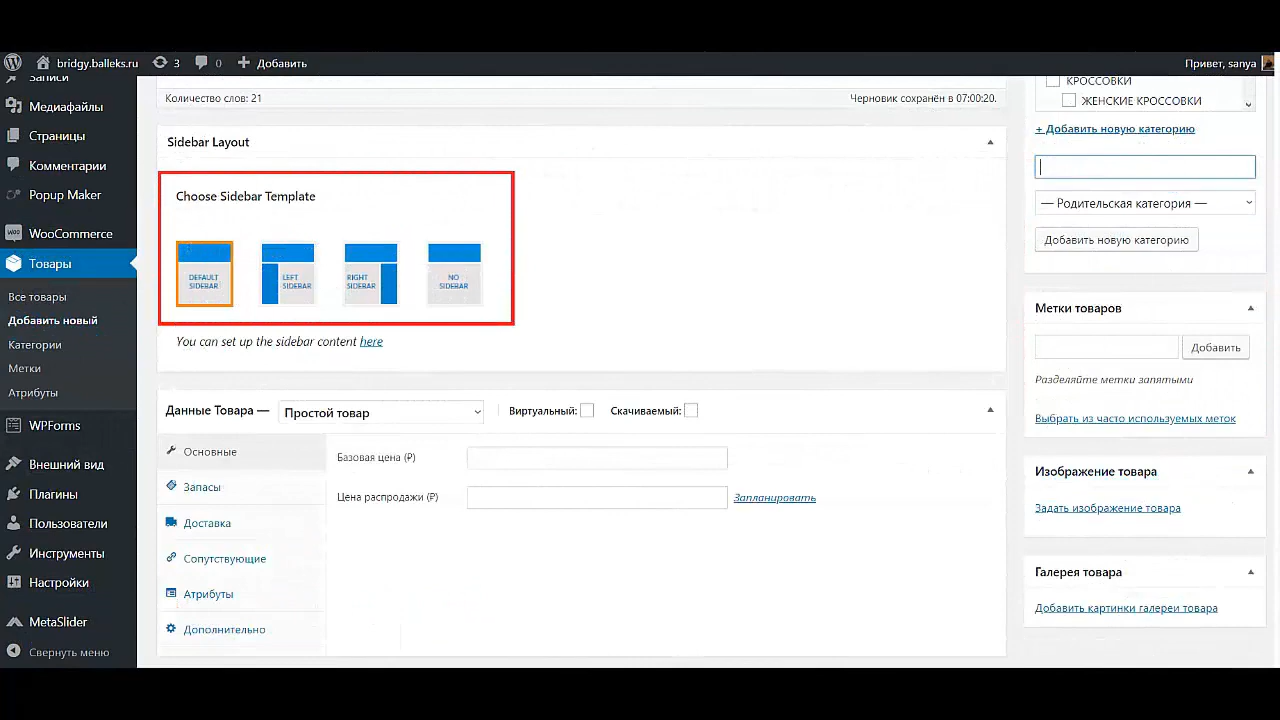 bridgy.balleks.ru
3
0
Добавить
Привет, sanya
Записи
Медиафайлы
Страницы
Комментарии
Popup Maker
WooCommerce
Товары
Все товары
Добавить новый
Категории
Метки
Атрибуты
WPForms
Внешний вид
Плагины
Пользователи
Инструменты
Настройки
MetaSlider
Свернуть меню
Количество слов: 21
Черновик сохранён в 07:00:20.
Sidebar Layout
Choose Sidebar Template
DEFAULT
SIDEBAR
LEFT
SIDEBAR
RIGHT
SIDEBAR
NO
SIDEBAR
You can set up the sidebar content here
Данные Товара —
Простой товар
Виртуальный:
Скачиваемый:
Основные
Запасы
Доставка
Сопутствующие
Атрибуты
Дополнительно
Базовая цена (₽)
Цена распродажи (₽)
Запланировать
КРОССОВКИ
ЖЕНСКИЕ КРОССОВКИ
+ Добавить новую категорию
— Родительская категория —
Добавить новую категорию
Метки товаров
Добавить
Разделяйте метки запятыми
Выбрать из часто используемых меток
Изображение товара
Задать изображение товара
Галерея товара
Добавить картинки галереи товара